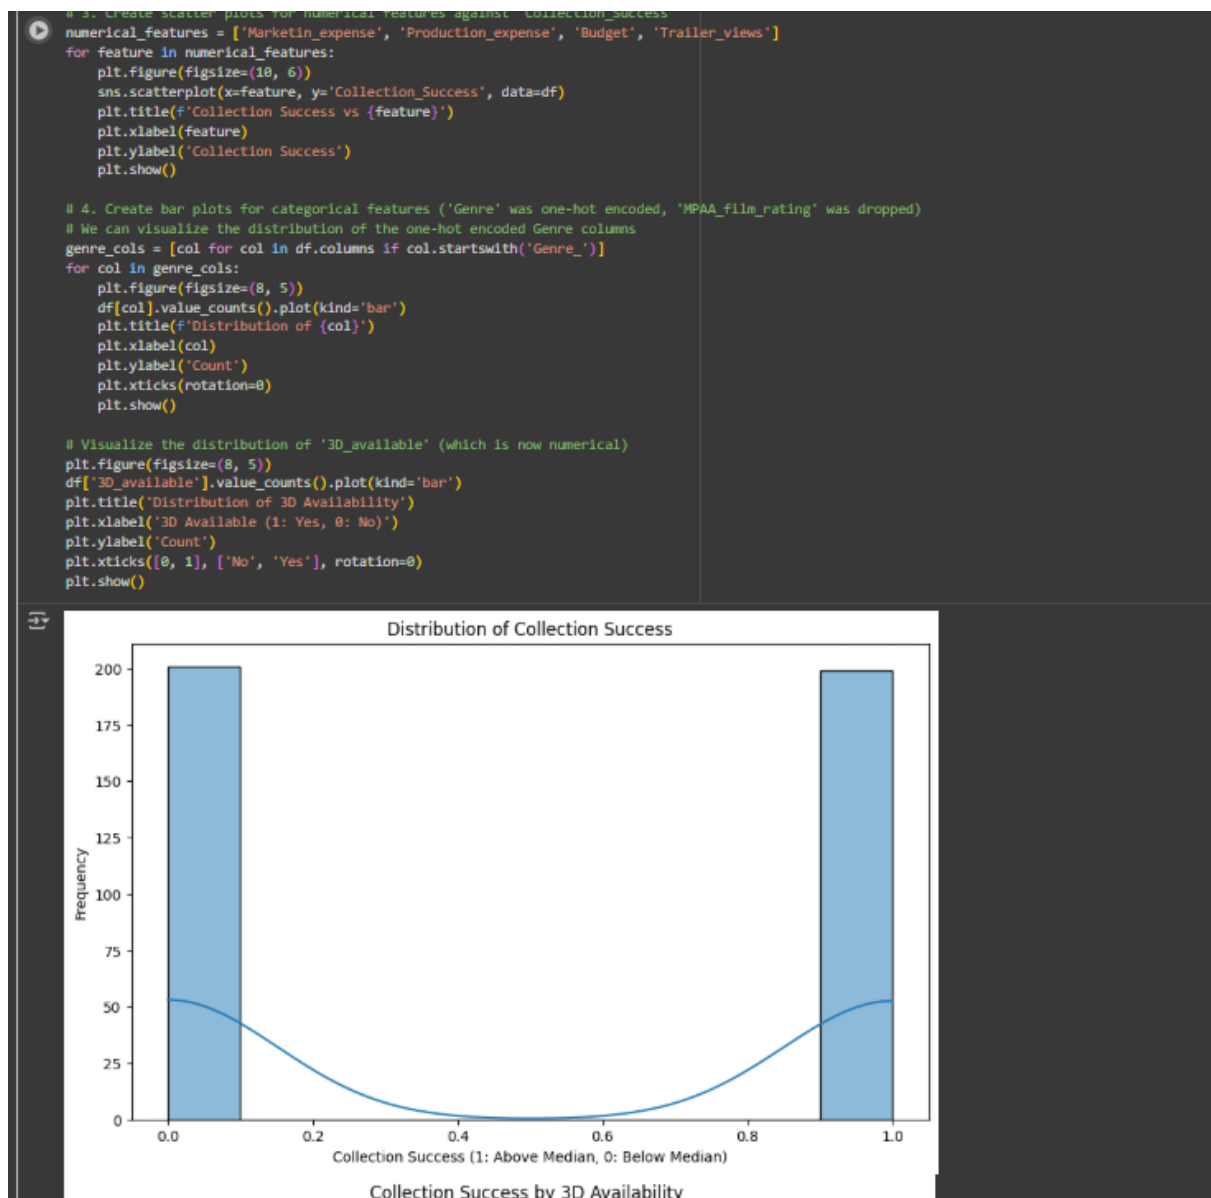 # 3. Create scatter plots for numerical features against 'Collection_Success'
numerical_features = ['Marketin_expense', 'Production_expense', 'Budget', 'Trailer_views']
for feature in numerical_features:
    plt.figure(figsize=(10, 6))
    sns.scatterplot(x=feature, y='Collection_Success', data=df)
    plt.title(f'Collection Success vs {feature}')
    plt.xlabel(feature)
    plt.ylabel('Collection Success')
    plt.show()
# 4. Create bar plots for categorical features ('Genre' was one-hot encoded, 'MPAA_film_rating' was dropped)
# We can visualize the distribution of the one-hot encoded Genre columns
genre_cols = [col for col in df.columns if col.startswith('Genre_')]
for col in genre_cols:
    plt.figure(figsize=(8, 5))
    df[col].value_counts().plot(kind='bar')
    plt.title(f'Distribution of {col}')
    plt.xlabel(col)
    plt.ylabel('Count')
    plt.xticks(rotation=0)
    plt.show()
# Visualize the distribution of '3D_available' (which is now numerical)
plt.figure(figsize=(8, 5))
df['3D_available'].value_counts().plot(kind='bar')
plt.title('Distribution of 3D Availability')
plt.xlabel('3D Available (1: Yes, 0: No)')
plt.ylabel('Count')
plt.xticks([0, 1], ['No', 'Yes'], rotation=0)
plt.show()
Distribution of Collection Success
200
175
150
125
100
75
50
25
0
Frequency
0.0 0.2 0.4 0.6 0.8 1.0
Collection Success (1: Above Median, 0: Below Median)
Collection Success by 3D Availability